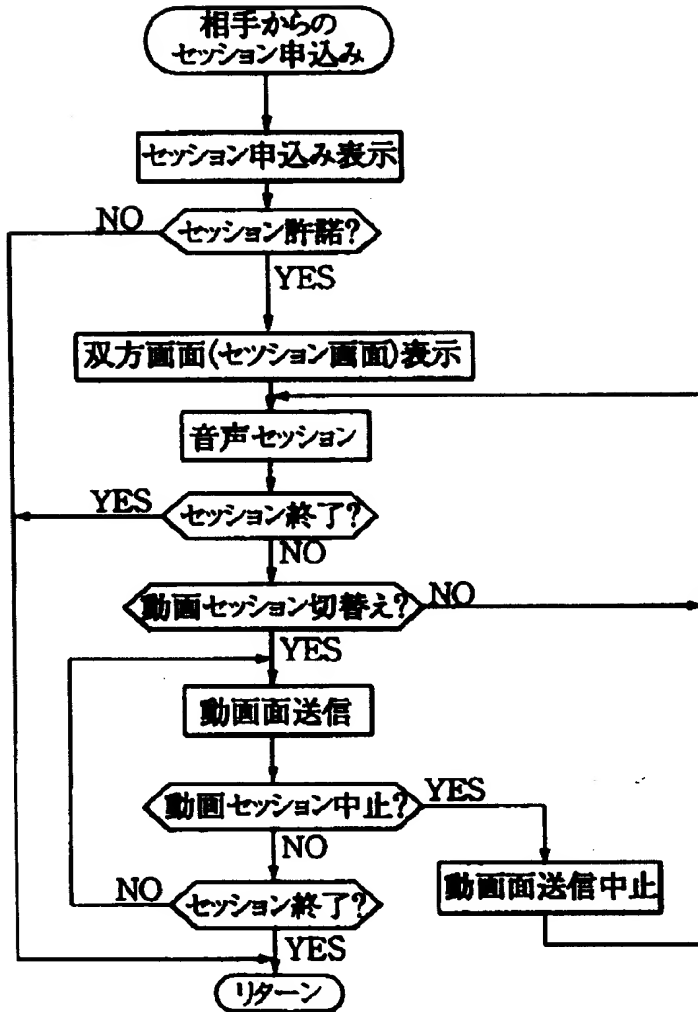 相手からの
セッション申込み
セッション申込み表示
NO
セッション許諾?
YES
双方画面(セッション画面)表示
音声セッション
YES
セッション終了?
NO
動画セッション切替え?
NO
YES
動画面送信
動画セッション中止?
YES
NO
動画面送信中止
NO
セッション終了?
YES
リターン